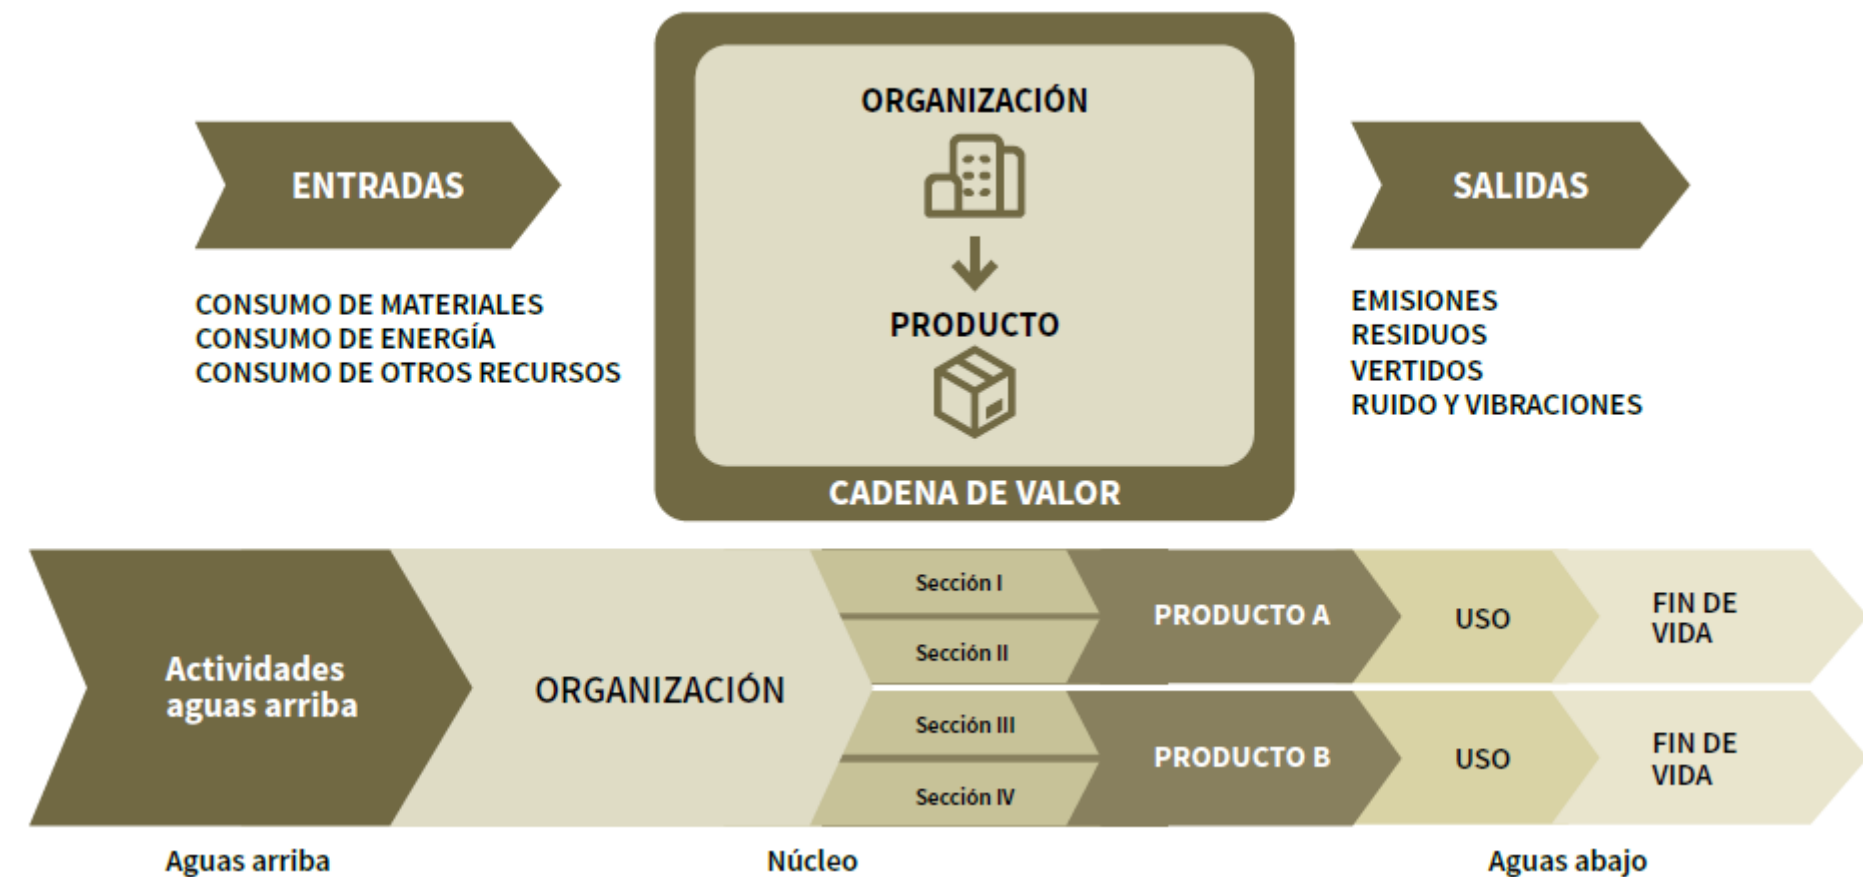 ORGANIZACIÓN
PRODUCTO
CADENA DE VALOR
ENTRADAS
CONSUMO DE MATERIALES
CONSUMO DE ENERGÍA
CONSUMO DE OTROS RECURSOS
SALIDAS
EMISIONES
RESIDUOS
VERTIDOS
RUIDO Y VIBRACIONES
Actividades
aguas arriba
ORGANIZACIÓN
Sección I
Sección II
Sección III
Sección IV
PRODUCTO A
USO
FIN DE
VIDA
PRODUCTO B
USO
FIN DE
VIDA
Aguas arriba
Núcleo
Aguas abajo